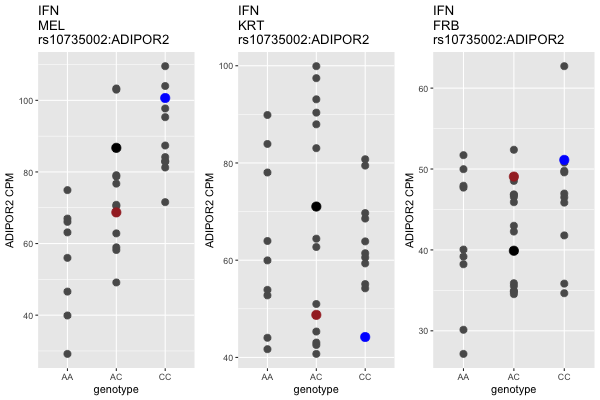 IFN
MEL
rs10735002:ADIPOR2
ADIPOR2 CPM
100
80
60
40
AA
AC
CC
genotype
IFN
KRT
rs10735002:ADIPOR2
ADIPOR2 CPM
100
80
60
40
AA
AC
CC
genotype
IFN
FRB
rs10735002:ADIPOR2
ADIPOR2 CPM
60
50
40
30
AA
AC
CC
genotype